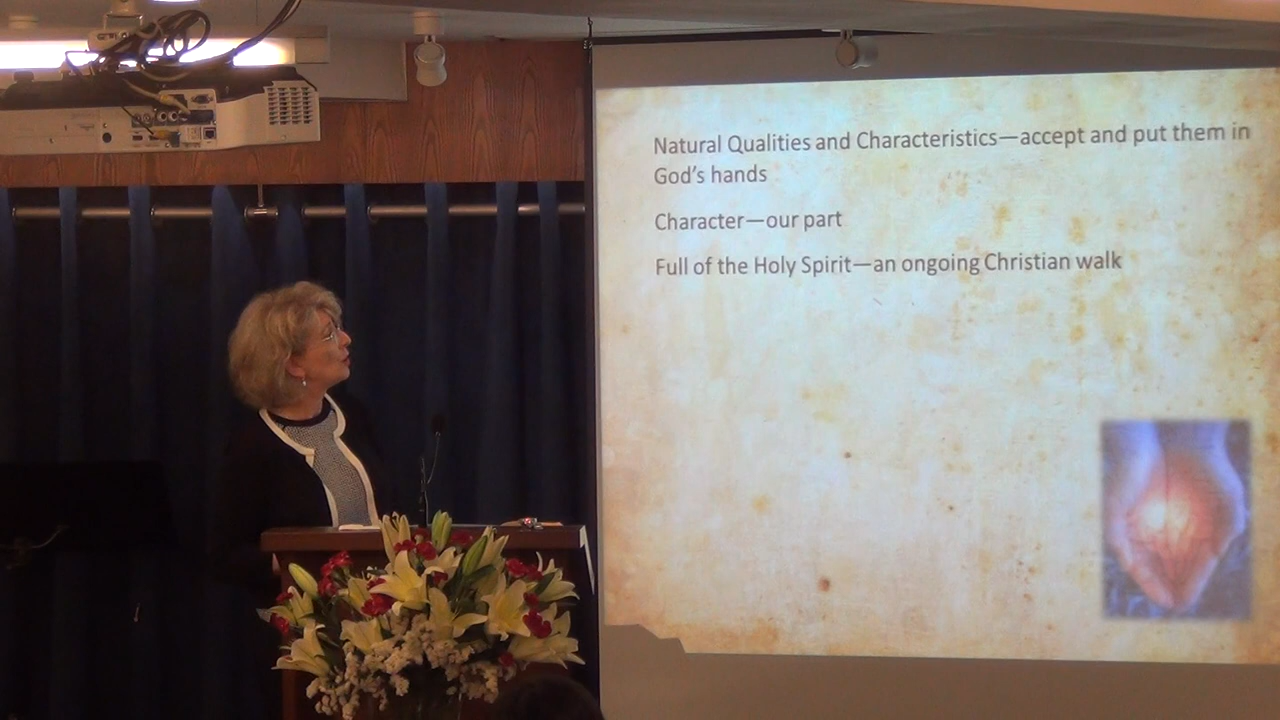 Natural Qualities and Characteristics—accept and put them in
God's hands
Character—our part
Full of the Holy Spirit—an ongoing Christian walk